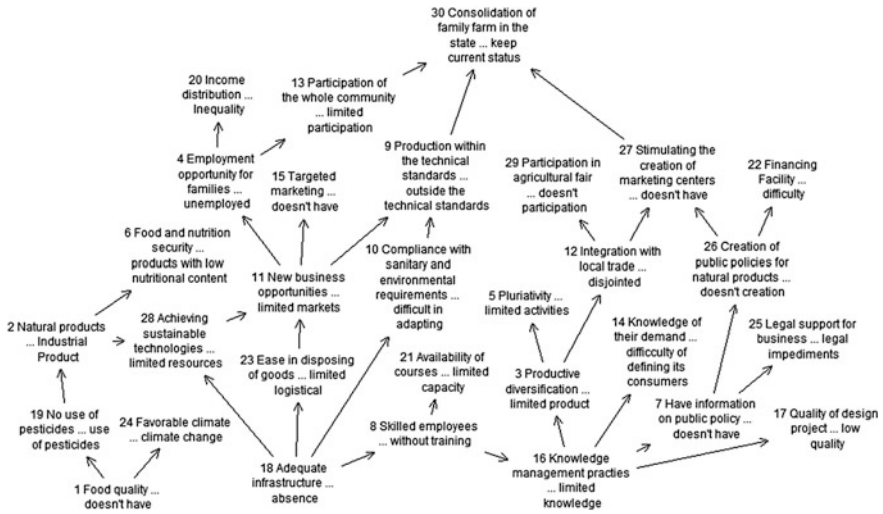 30 Consolidation of
family farm in the
state ... keep
current status
20 Income
distribution ...
Inequality
13 Participation of
the whole community
... limited
participation
4 Employment
opportunity for
families ...
unemployed
15 Targeted
marketing ...
doesn't have
9 Production within
the technical
standards ...
outside the
technical standards
29 Participation in
agricultural fair
... doesn't
participation
27 Stimulating the
creation of
marketing centers
... doesn't have
22 Financing
Facility ...
difficulty
6 Food and nutrition
security ...
products with low
nutritional content
11 New business
opportunities ...
limited markets
10 Compliance with
sanitary and
environmental
requirements ...
difficult in
adapting
12 Integration with
local trade ...
disjointed
26 Creation of
public policies for
natural products ...
doesn't creation
2 Natural products
... Industrial
Product
28 Achieving
sustainable
technologies ...
limited resources
5 Pluriativity ...
limited activities
14 Knowledge of
their demand ...
difficculty of
defining its
consumers
25 Legal support for
business ... legal
impediments
23 Ease in disposing
of goods ... limited
logistical
21 Availability of
courses ... limited
capacity
3 Productive
diversification ...
limited product
19 No use of
pesticides ... use
of pesticides
24 Favorable climate
... climate change
8 Skilled employees
... without training
7 Have information
on public policy ...
doesn't have
17 Quality of design
project ... low
quality
1 Food quality ...
doesn't have
18 Adequate
infrastructure ...
absence
16 Knowledge
management practies
... limited
knowledge